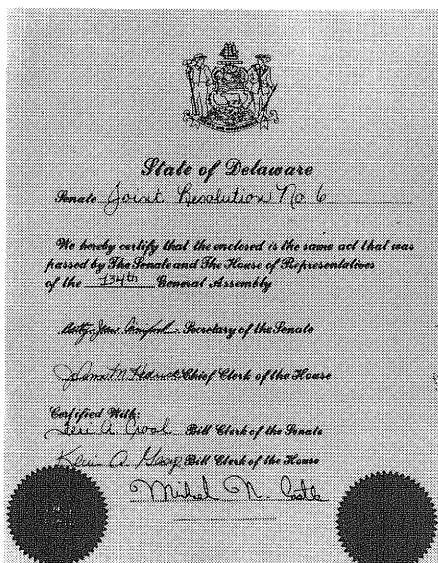 State of Delaware
Senate Joint Resolution No 6
We hereby certify that the enclosed is the same act that was
passed by The Senate and The House of Representatives
of the 134th General Assembly
Betty Jean Secretary of the Senate
Chief Clerk of the House
Certified With:
A. Bill Clerk of the Senate
A. Bill Clerk of the House
Michael N. Castle